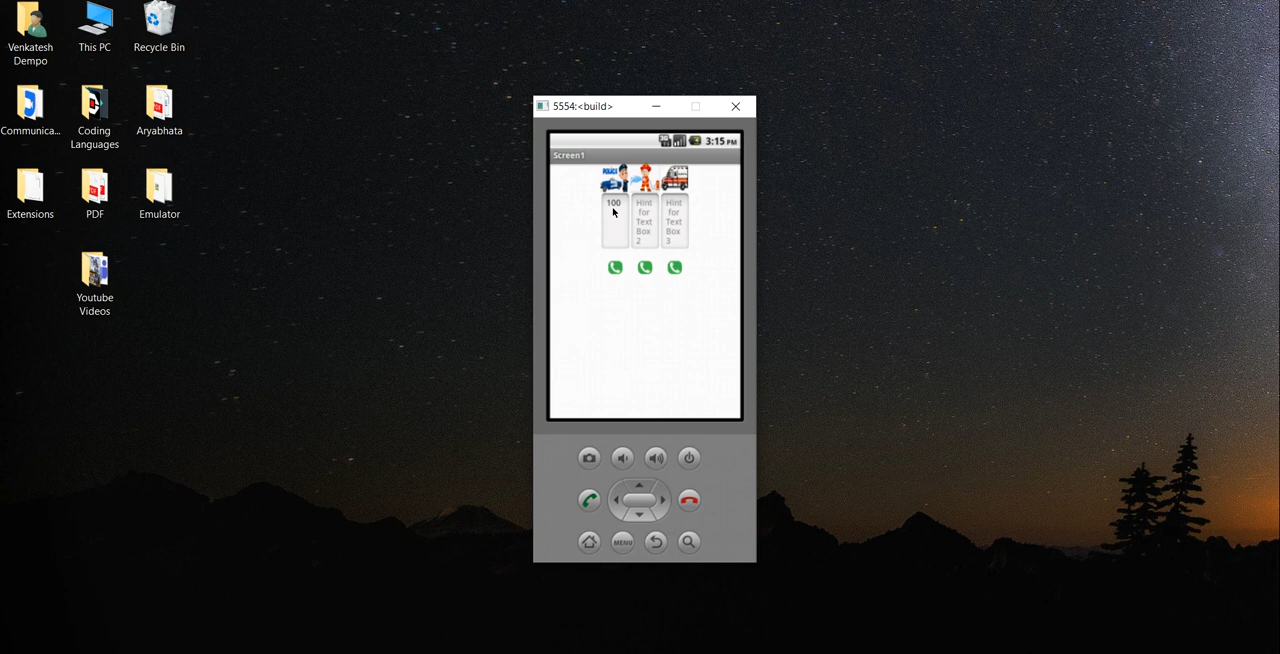 Venkatesh
Dempo
This PC
Recycle Bin
Communica...
Coding
Languages
Aryabhata
Extensions
PDF
Emulator
Youtube
Videos
5554:<build>
3G
3:15 PM
Screen1
POLICE
100
Hint
for
Text
Box
2
Hint
for
Text
Box
3
MENU